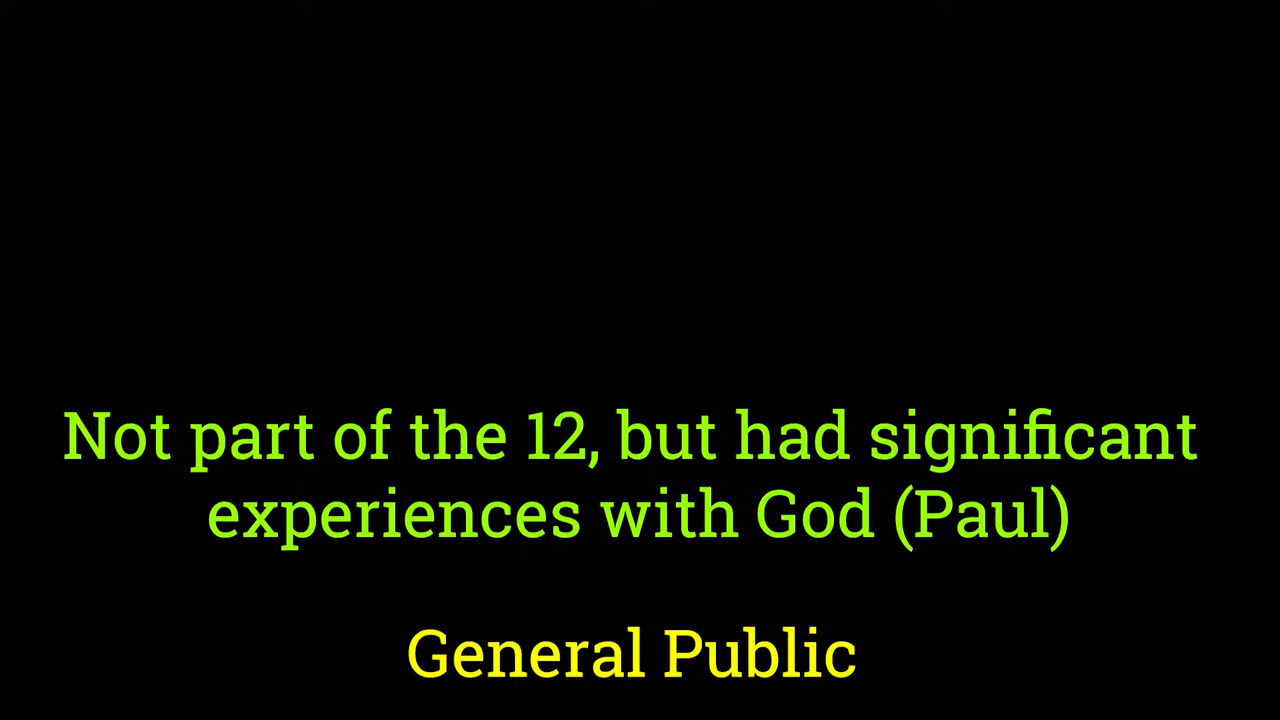 Not part of the 12, but had significant
experiences with God (Paul)
General Public